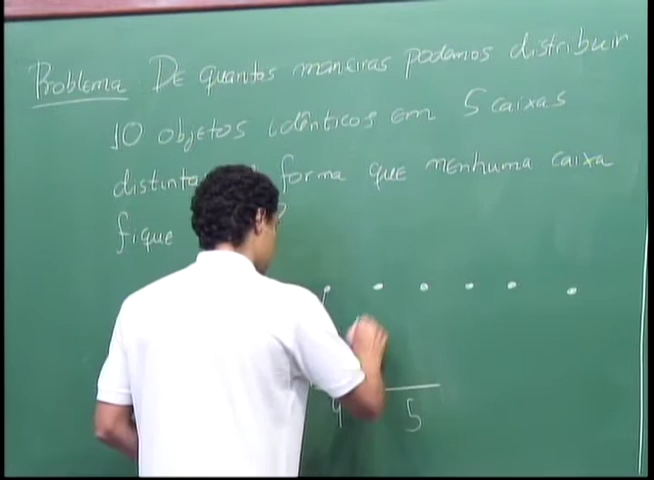 Problema De quantas maneiras podemos distribuir
10 objetos idênticos em 5 caixas
distintas forma que nenhuma caixa
fique ?
4 5